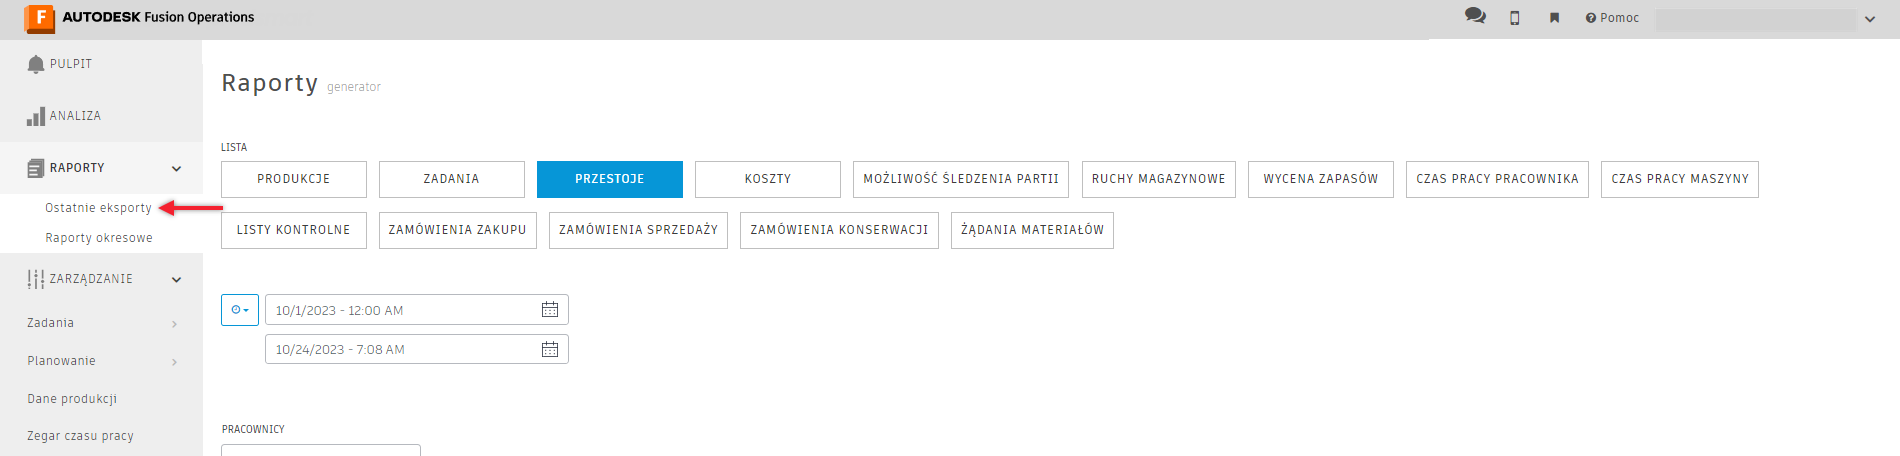 AUTODESK Fusion Operations
Pomoc
PULPIT
ANALIZA
RAPORTY
Ostatnie eksporty
Raporty okresowe
ZARZĄDZANIE
Zadania
Planowanie
Dane produkcji
Zegar czasu pracy
Raporty generator
LISTA
PRODUKCJE ZADANIA PRZESTOJE KOSZTY MOŻLIWOŚĆ ŚLEDZENIA PARTII RUCHY MAGAZYNOWE WYCENA ZAPASÓW CZAS PRACY PRACOWNIKA CZAS PRACY MASZYNY
LISTY KONTROLNE ZAMÓWIENIA ZAKUPU ZAMÓWIENIA SPRZEDAŻY ZAMÓWIENIA KONSERWACJI ŻĄDANIA MATERIAŁÓW
10/1/2023 - 12:00 AM
10/24/2023 - 7:08 AM
PRACOWNICY